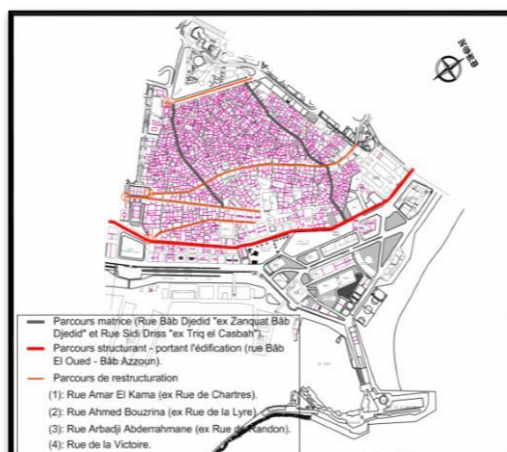 Parcours matrice (Rue Bâb Djedid "ex Zanquat Bâb
Djedid" et Rue Sidi Driss "ex Triq el Casbah").
Parcours structurant - portant l'édification (rue Bâb
El Oued - Bâb Azzoun).
Parcours de restructuration
(1): Rue Amar El Kama (ex Rue de Chartres).
(2): Rue Ahmed Bouzrina (ex Rue de la Lyre).
(3): Rue Arbadji Abderrahmane (ex Rue de Randon).
(4): Rue de la Victoire.